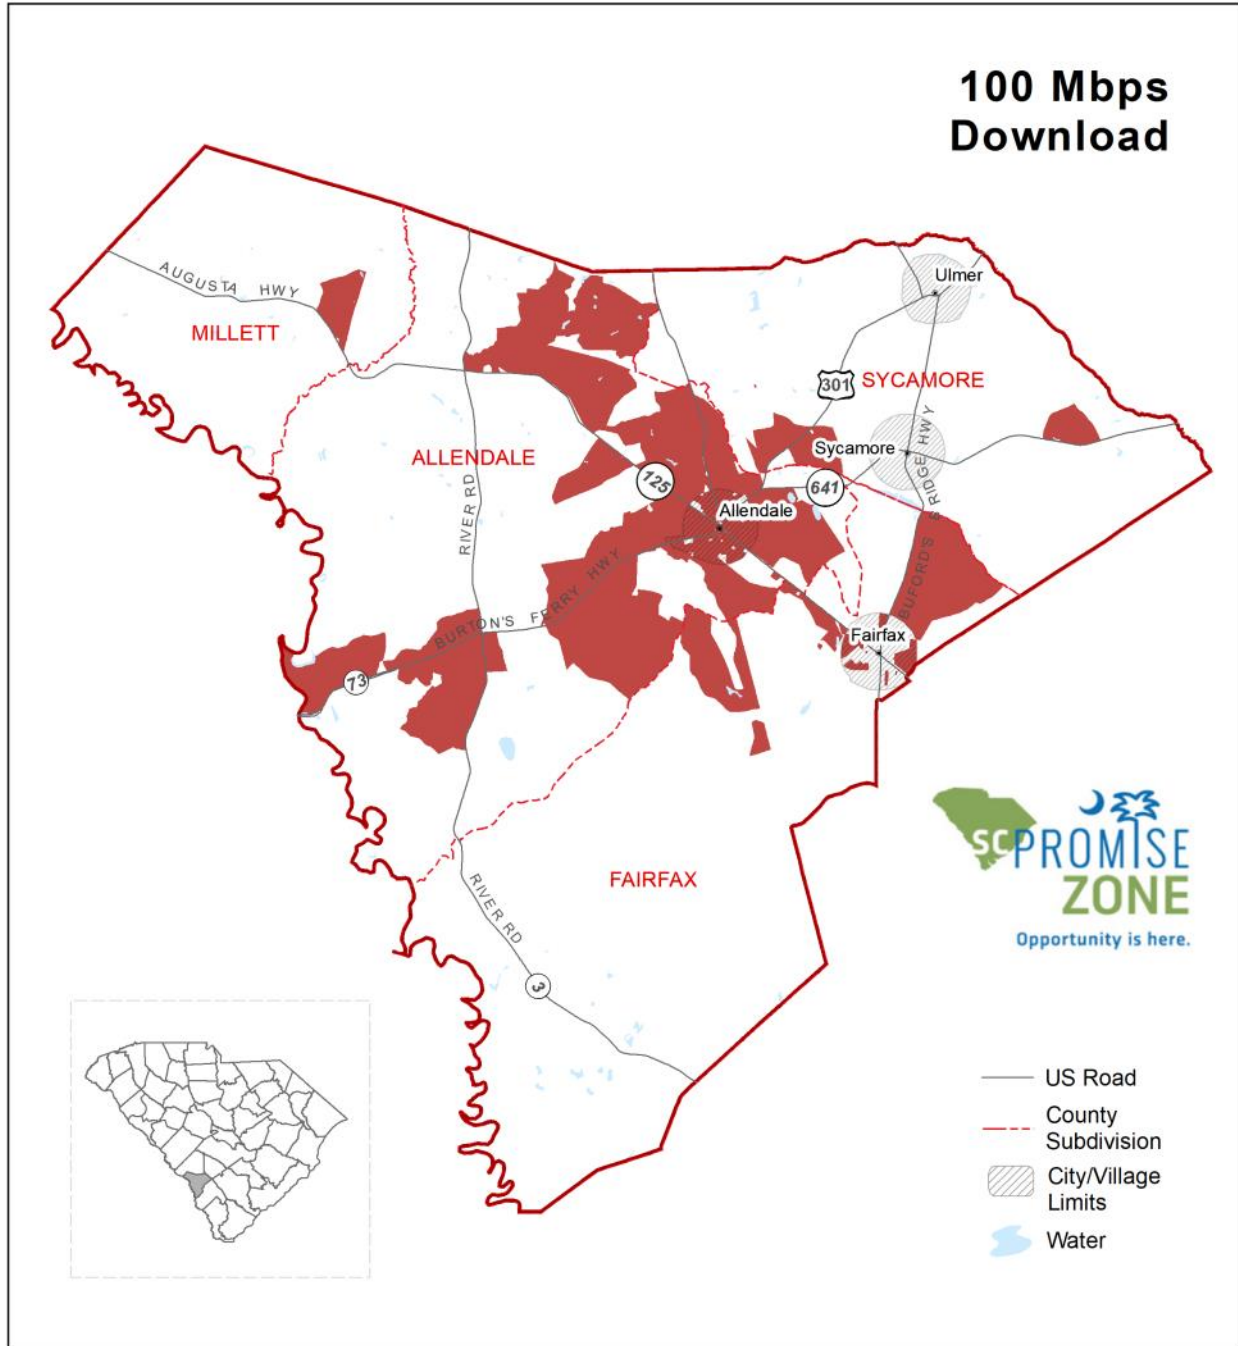 100 Mbps
Download
Ulmer
AUGUSTA HWY
MILLETT
301
SYCAMORE
Sycamore
ALLENDALE
125
641
Allendale
RIVER RD
BUFORD'S BRIDGE HWY
BURTON'S FERRY HWY
Fairfax
73
SC PROMISE
ZONE
Opportunity is here.
FAIRFAX
RIVER RD
3
US Road
County
Subdivision
City/Village
Limits
Water